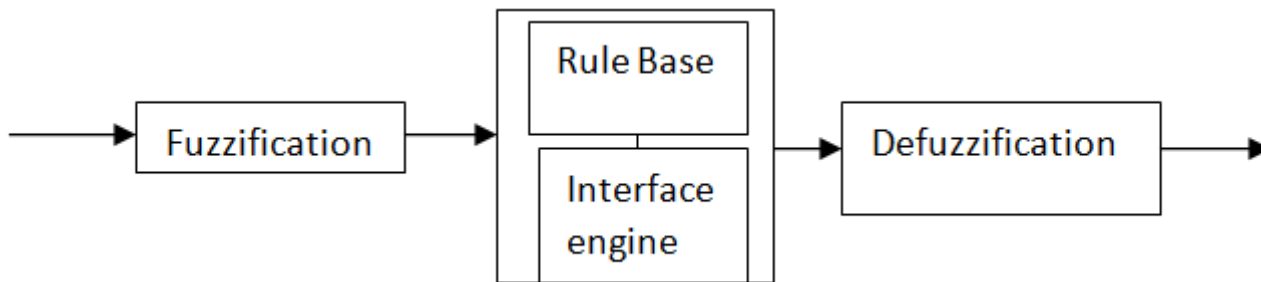 Fuzzification
Rule Base
Interface
engine
Defuzzification